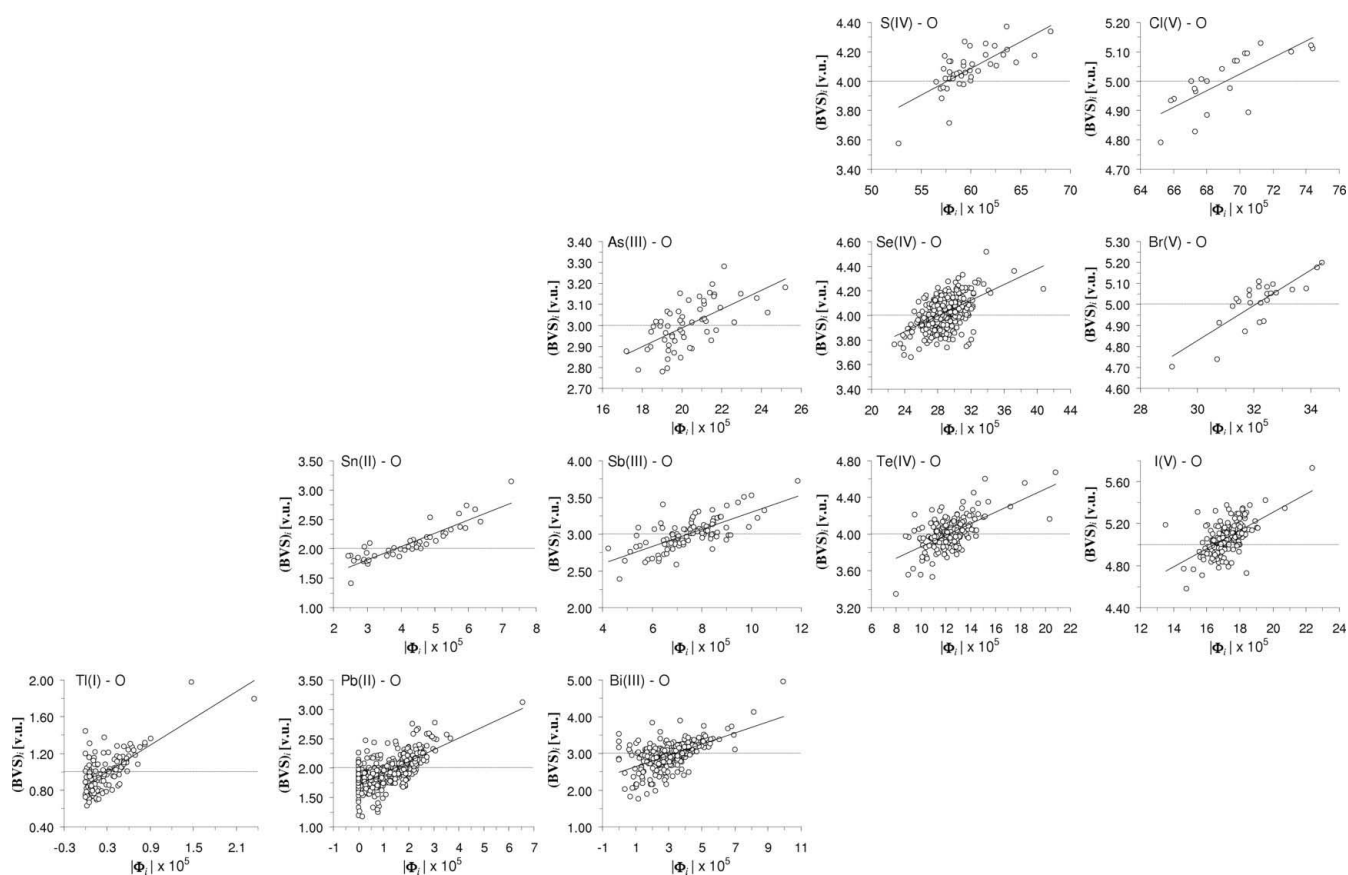 S(IV) - O
(BVS)i [v.u.]
4.40
4.20
4.00
3.80
3.60
3.40
50 55 60 65 70
|Φi| x 10^5
Cl(V) - O
(BVS)i [v.u.]
5.20
5.10
5.00
4.90
4.80
4.70
64 66 68 70 72 74 76
|Φi| x 10^5
As(III) - O
(BVS)i [v.u.]
3.40
3.30
3.20
3.10
3.00
2.90
2.80
2.70
16 18 20 22 24 26
|Φi| x 10^5
Se(IV) - O
(BVS)i [v.u.]
4.60
4.40
4.20
4.00
3.80
3.60
3.40
20 24 28 32 36 40 44
|Φi| x 10^5
Br(V) - O
(BVS)i [v.u.]
5.30
5.20
5.10
5.00
4.90
4.80
4.70
4.60
28 30 32 34
|Φi| x 10^5
Sn(II) - O
(BVS)i [v.u.]
3.50
3.00
2.50
2.00
1.50
1.00
2 3 4 5 6 7 8
|Φi| x 10^5
Sb(III) - O
(BVS)i [v.u.]
4.00
3.50
3.00
2.50
2.00
4 6 8 10 12
|Φi| x 10^5
Te(IV) - O
(BVS)i [v.u.]
4.80
4.40
4.00
3.60
3.20
6 8 10 12 14 16 18 20 22
|Φi| x 10^5
I(V) - O
(BVS)i [v.u.]
5.80
5.60
5.40
5.20
5.00
4.80
4.60
4.40
12 14 16 18 20 22 24
|Φi| x 10^5
Tl(I) - O
(BVS)i [v.u.]
2.00
1.60
1.20
0.80
0.40
-0.3 0.3 0.9 1.5 2.1
|Φi| x 10^5
Pb(II) - O
(BVS)i [v.u.]
3.50
3.00
2.50
2.00
1.50
1.00
-1 0 1 2 3 4 5 6 7
|Φi| x 10^5
Bi(III) - O
(BVS)i [v.u.]
5.00
4.00
3.00
2.00
1.00
-1 1 3 5 7 9 11
|Φi| x 10^5